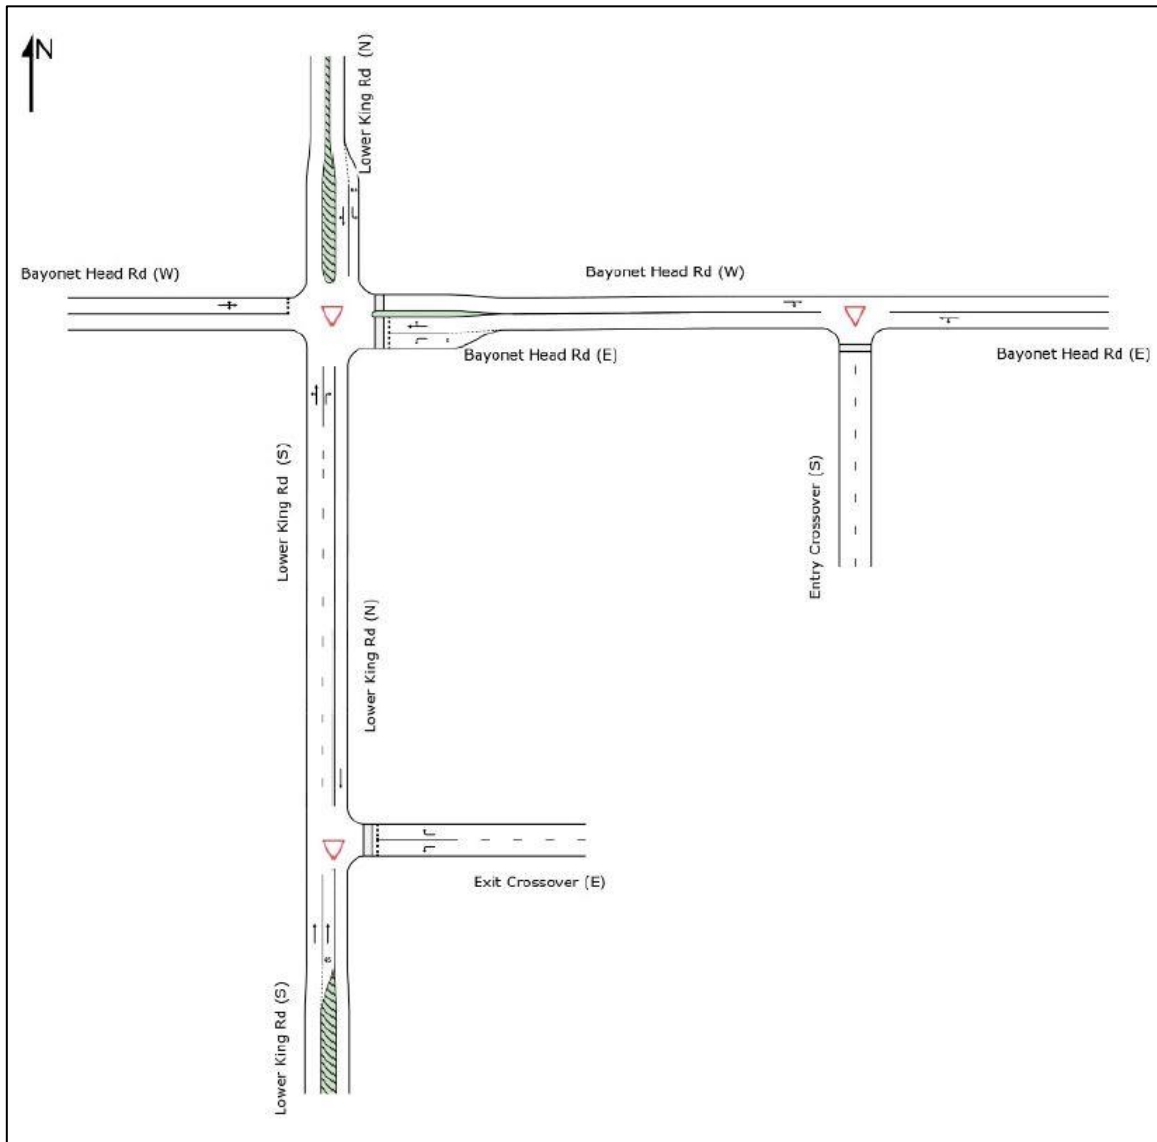 N
Lower King Rd (N)
Bayonet Head Rd (W)
Bayonet Head Rd (W)
Bayonet Head Rd (E)
Bayonet Head Rd (E)
Lower King Rd (S)
Entry Crossover (S)
Lower King Rd (N)
Exit Crossover (E)
Lower King Rd (S)